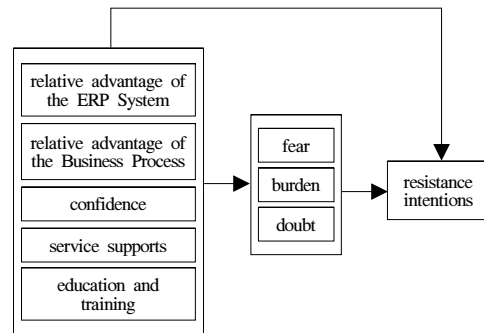 relative advantage of
the ERP System
relative advantage of
the Business Process
confidence
service supports
education and
training
fear
burden
doubt
resistance
intentions